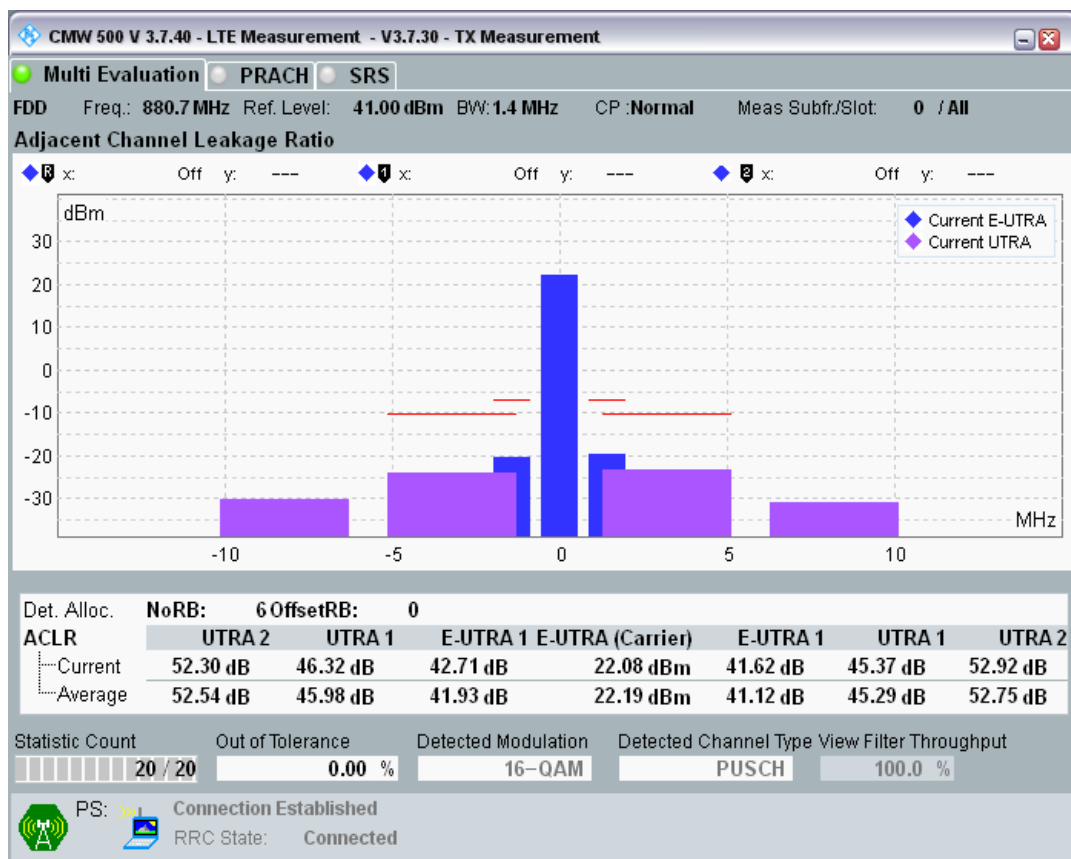 CMW 500 V 3.7.40 - LTE Measurement - V3.7.30 - TX Measurement
Multi Evaluation PRACH SRS
FDD Freq.: 880.7 MHz Ref. Level: 41.00 dBm BW: 1.4 MHz CP :Normal Meas Subfr./Slot: 0 / All
Adjacent Channel Leakage Ratio
R x: Off y: --- 1 x: Off y: --- 2 x: Off y: ---
dBm
Current E-UTRA
Current UTRA
30
20
10
0
-10
-20
-30
MHz
-10 -5 0 5 10
Det. Alloc. NoRB: 6 OffsetRB: 0
ACLR UTRA 2 UTRA 1 E-UTRA 1 E-UTRA (Carrier) E-UTRA 1 UTRA 1 UTRA 2
Current 52.30 dB 46.32 dB 42.71 dB 22.08 dBm 41.62 dB 45.37 dB 52.92 dB
Average 52.54 dB 45.98 dB 41.93 dB 22.19 dBm 41.12 dB 45.29 dB 52.75 dB
Statistic Count Out of Tolerance Detected Modulation Detected Channel Type View Filter Throughput
20 / 20 0.00 % 16-QAM PUSCH 100.0 %
PS: Connection Established
RRC State: Connected